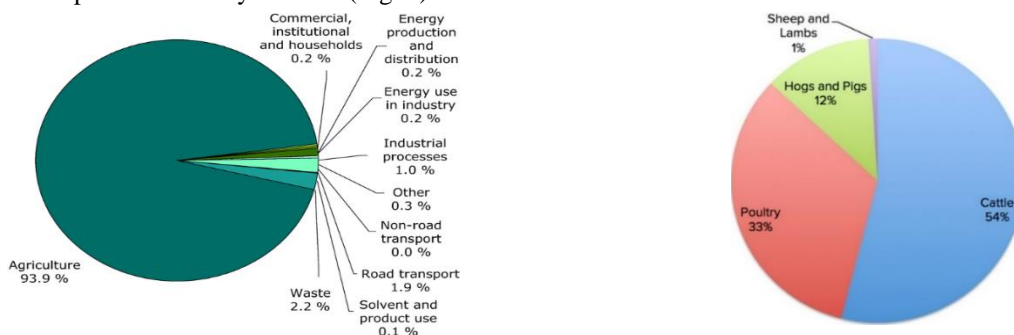 Commercial,
institutional
and households
0.2 %
Energy
production
and
distribution
0.2 %
Energy use
in industry
0.2 %
Industrial
processes
1.0 %
Other
0.3 %
Non-road
transport
0.0 %
Road transport
1.9 %
Solvent and
product use
0.1 %
Waste
2.2 %
Agriculture
93.9 %
Sheep and
Lambs
1%
Hogs and Pigs
12%
Poultry
33%
Cattle
54%